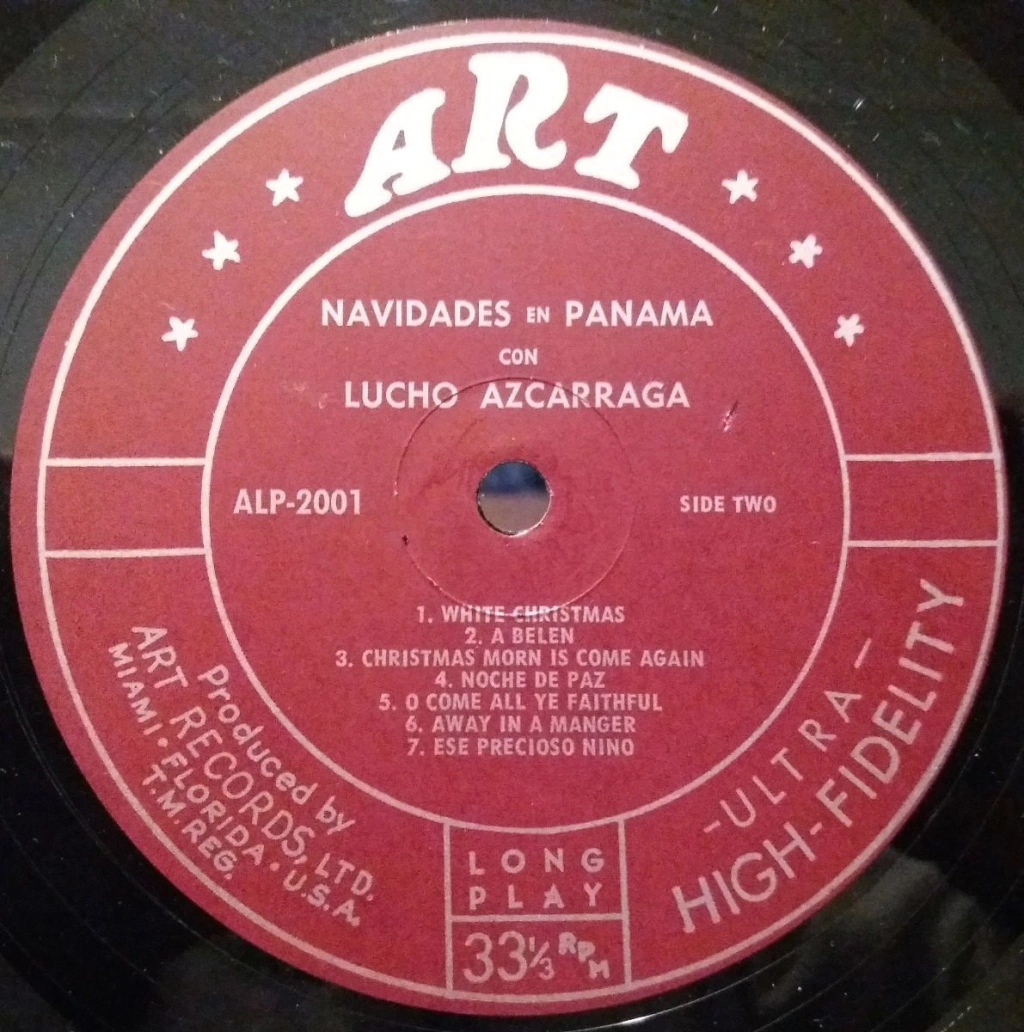 ART
NAVIDADES EN PANAMA
CON
LUCHO AZCARRAGA
ALP-2001
SIDE TWO
1. WHITE CHRISTMAS
2. A BELEN
3. CHRISTMAS MORN IS COME AGAIN
4. NOCHE DE PAZ
5. O COME ALL YE FAITHFUL
6. AWAY IN A MANGER
7. ESE PRECIOSO NINO
Produced by
ART RECORDS, LTD.
MIAMI • FLORIDA • U.S.A.
T.M. REG.
LONG
PLAY
33⅓ RPM
-ULTRA-
HIGH-FIDELITY